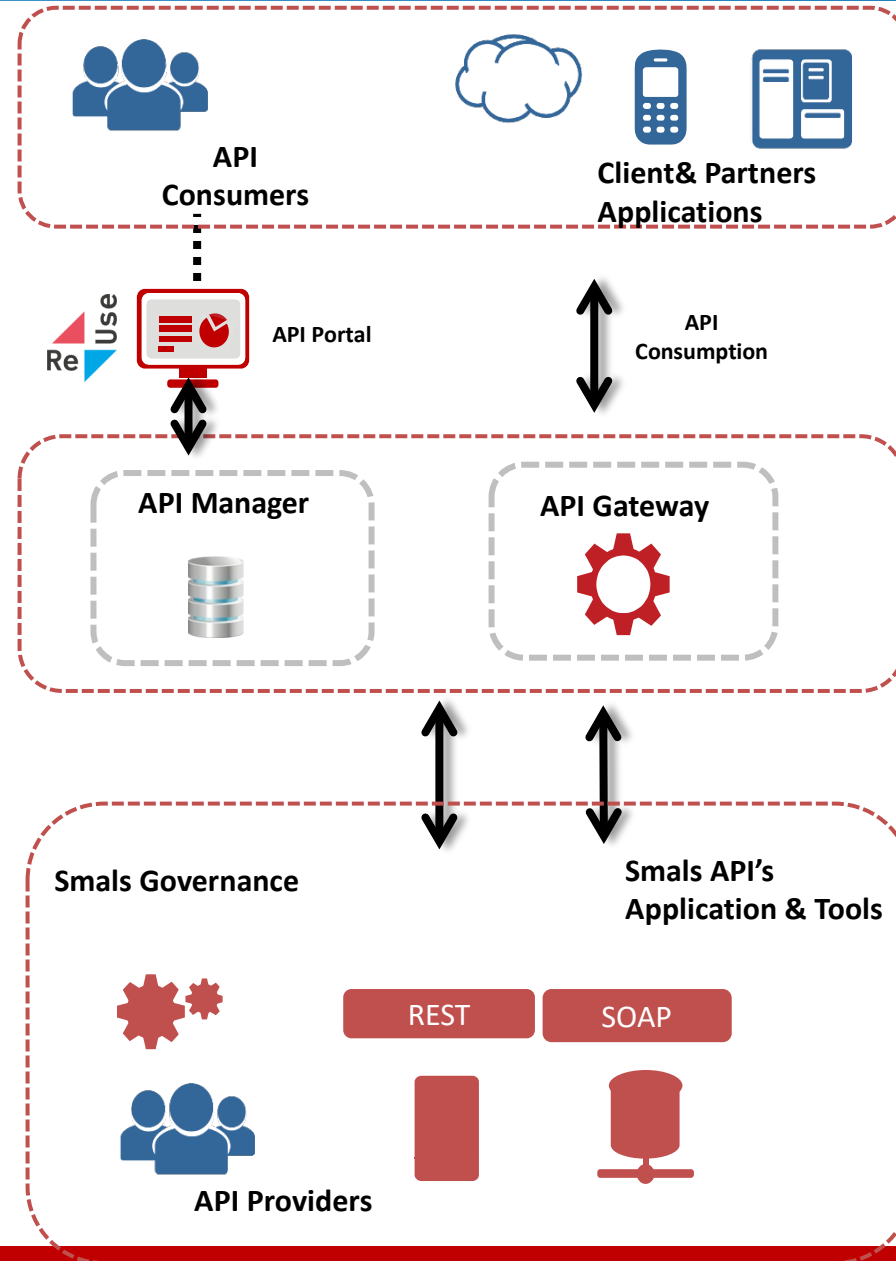 API
Consumers
Client& Partners
Applications
Re Use
API Portal
API
Consumption
API Manager
API Gateway
Smals Governance
Smals API's
Application & Tools
REST
SOAP
API Providers